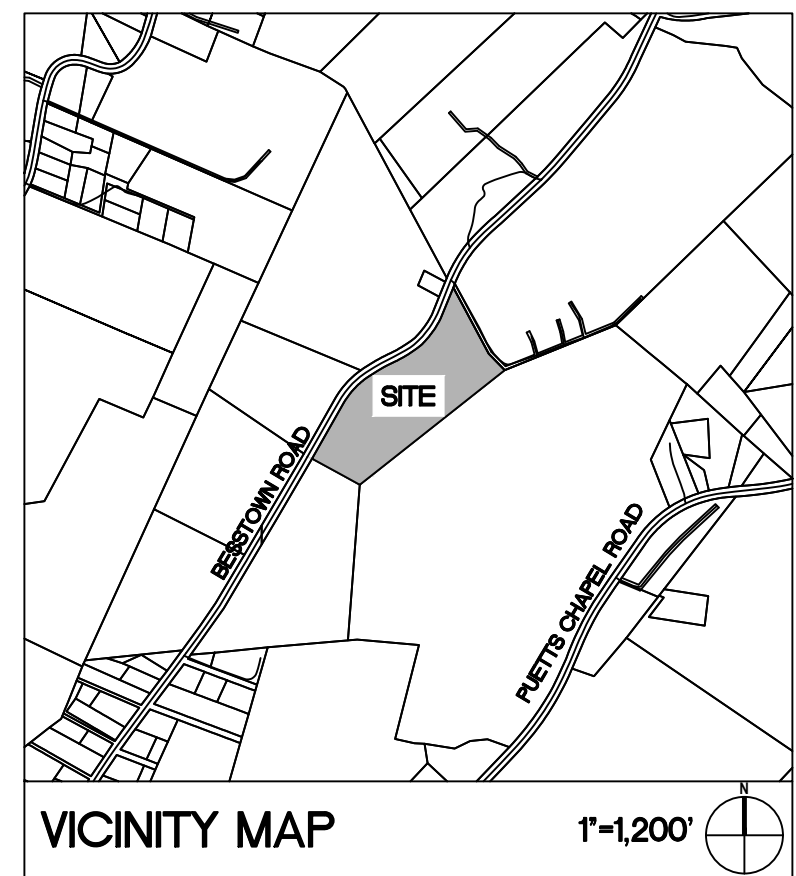 SITE
BESSTOWN ROAD
PUETTS CHAPEL ROAD
VICINITY MAP
1"=1,200'
N